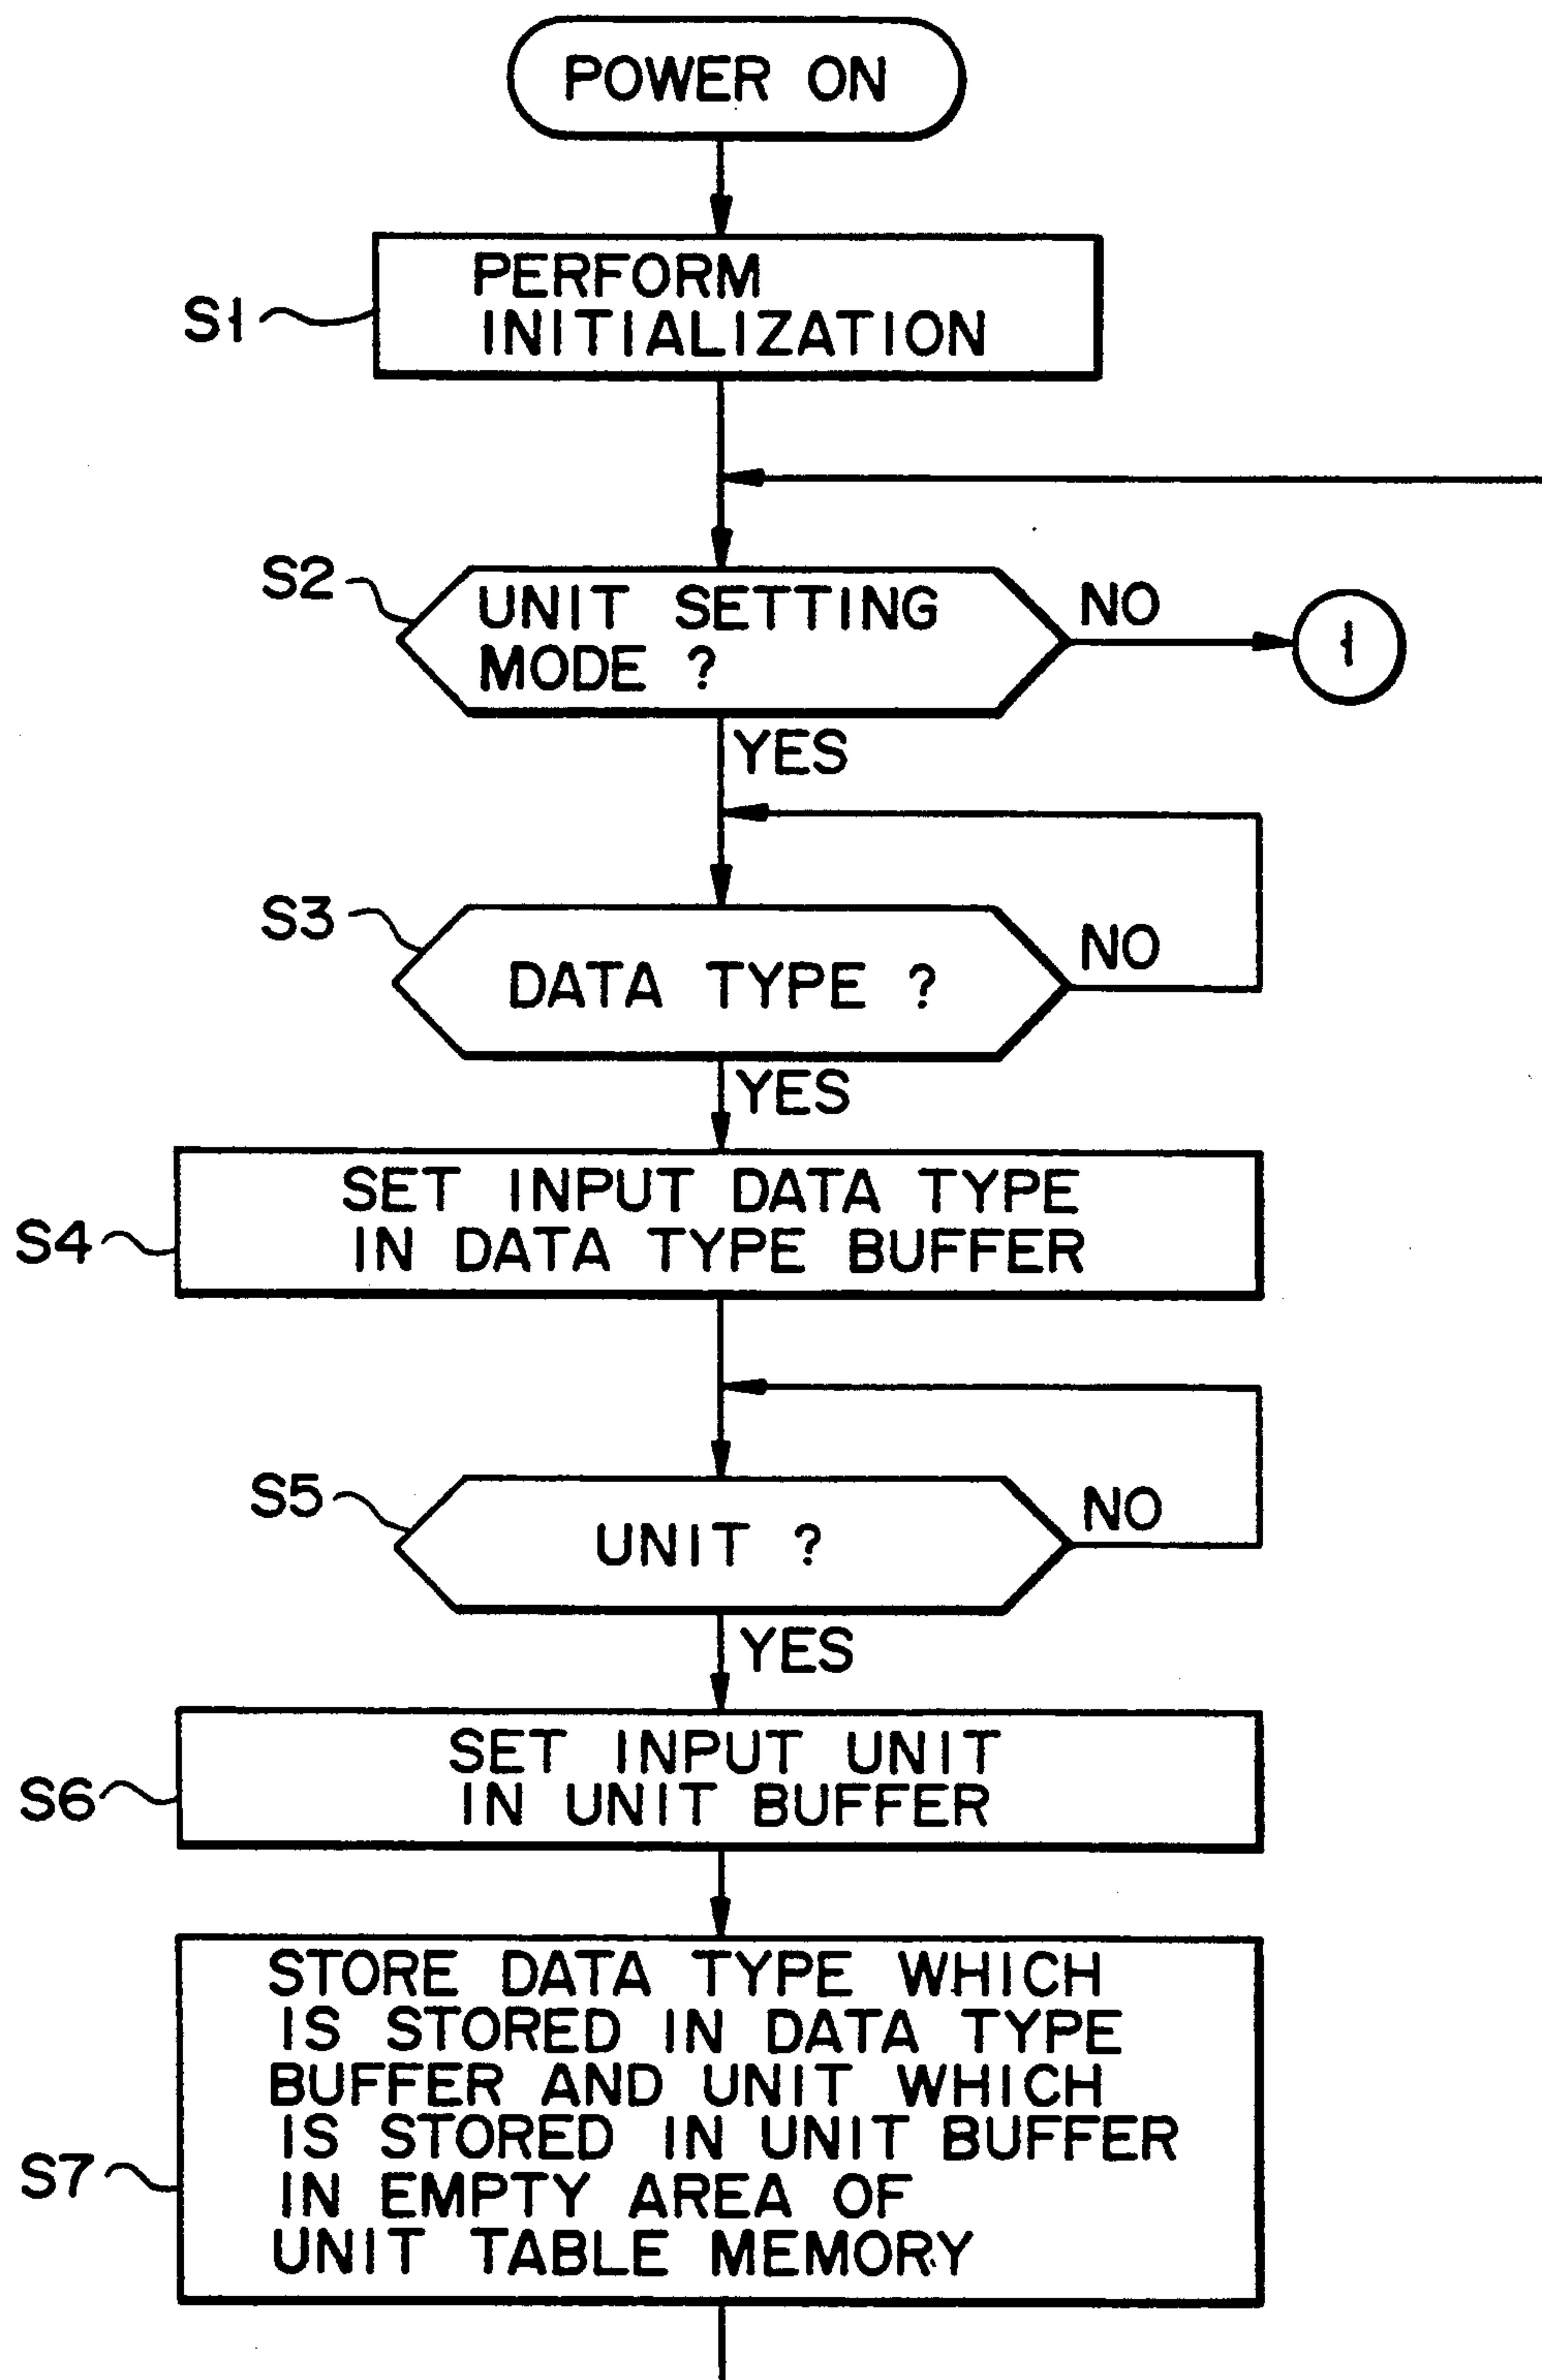 POWER ON
S1
PERFORM
INITIALIZATION
S2
UNIT SETTING
MODE ?
NO
1
YES
S3
DATA TYPE ?
NO
YES
S4
SET INPUT DATA TYPE
IN DATA TYPE BUFFER
S5
UNIT ?
NO
YES
S6
SET INPUT UNIT
IN UNIT BUFFER
S7
STORE DATA TYPE WHICH
IS STORED IN DATA TYPE
BUFFER AND UNIT WHICH
IS STORED IN UNIT BUFFER
IN EMPTY AREA OF
UNIT TABLE MEMORY